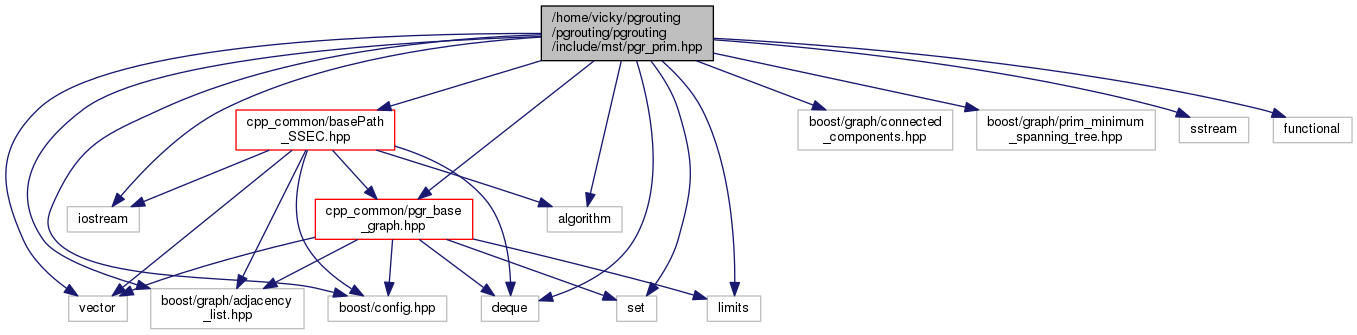 /home/vicky/pgrouting
/pgrouting/pgrouting
/include/mst/pgr_prim.hpp
cpp_common/basePath
_SSEC.hpp
boost/graph/connected
_components.hpp
boost/graph/prim_minimum
_spanning_tree.hpp
sstream
functional
iostream
cpp_common/pgr_base
_graph.hpp
algorithm
vector
boost/graph/adjacency
_list.hpp
boost/config.hpp
deque
set
limits